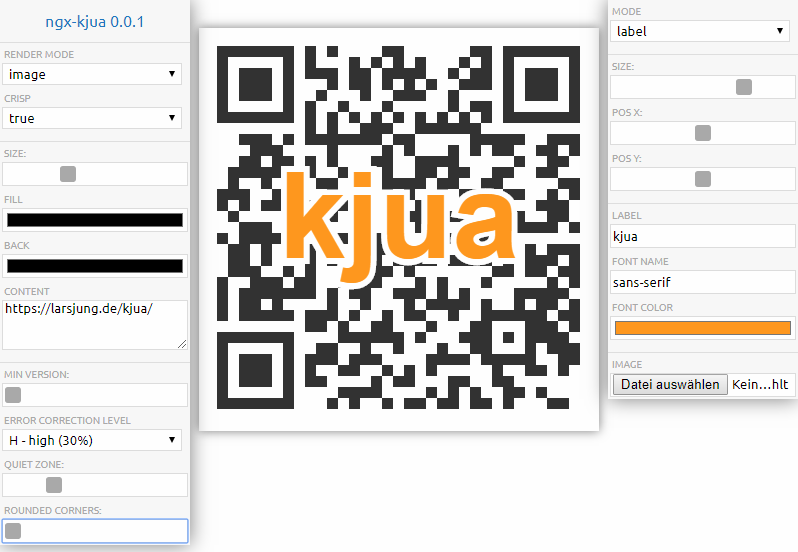 ngx-kjua 0.0.1
RENDER MODE
image
CRISP
true
SIZE:
FILL
BACK
CONTENT
https://larsjung.de/kjua/
MIN VERSION:
ERROR CORRECTION LEVEL
H - high (30%)
QUIET ZONE:
ROUNDED CORNERS:
kjua
MODE
label
SIZE:
POS X:
POS Y:
LABEL
kjua
FONT NAME
sans-serif
FONT COLOR
IMAGE
Datei auswählen Kein...hlt